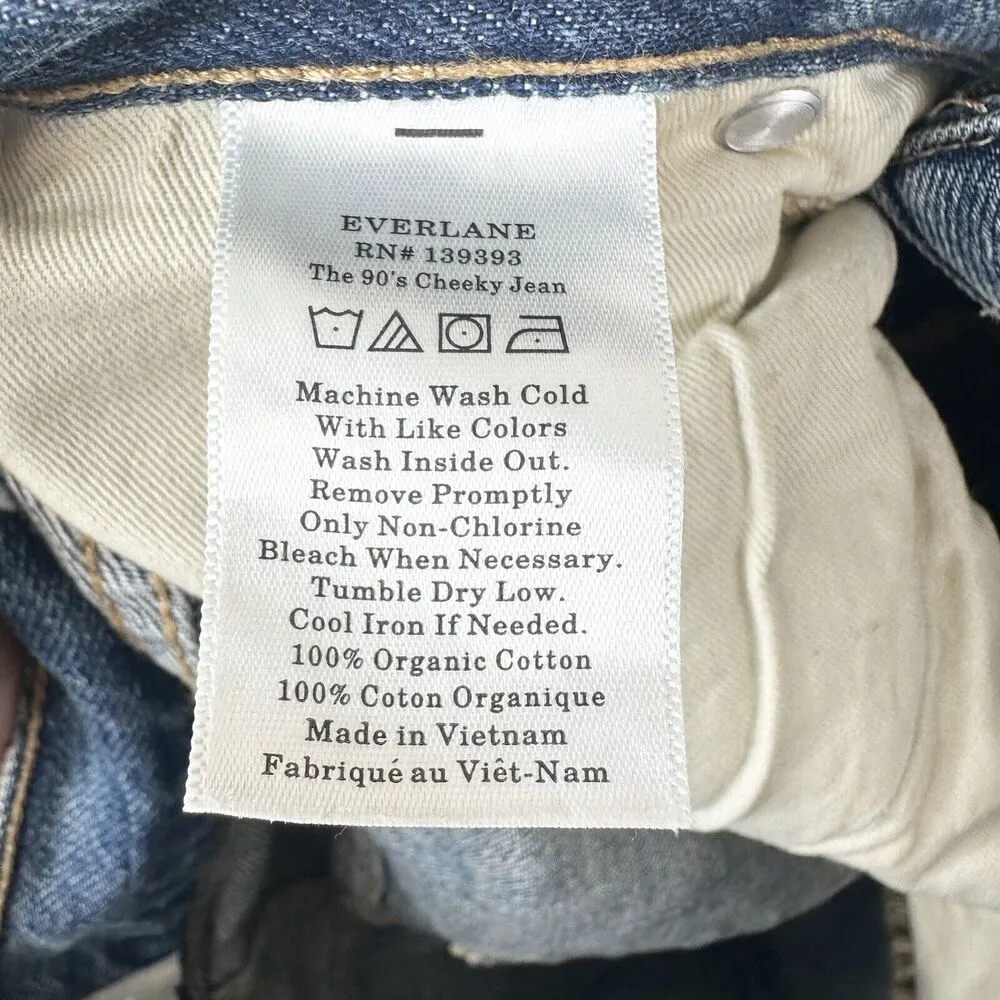 EVERLANE
RN# 139393
The 90's Cheeky Jean
Machine Wash Cold
With Like Colors
Wash Inside Out.
Remove Promptly
Only Non-Chlorine
Bleach When Necessary.
Tumble Dry Low.
Cool Iron If Needed.
100% Organic Cotton
100% Coton Organique
Made in Vietnam
Fabriqué au Viêt-Nam